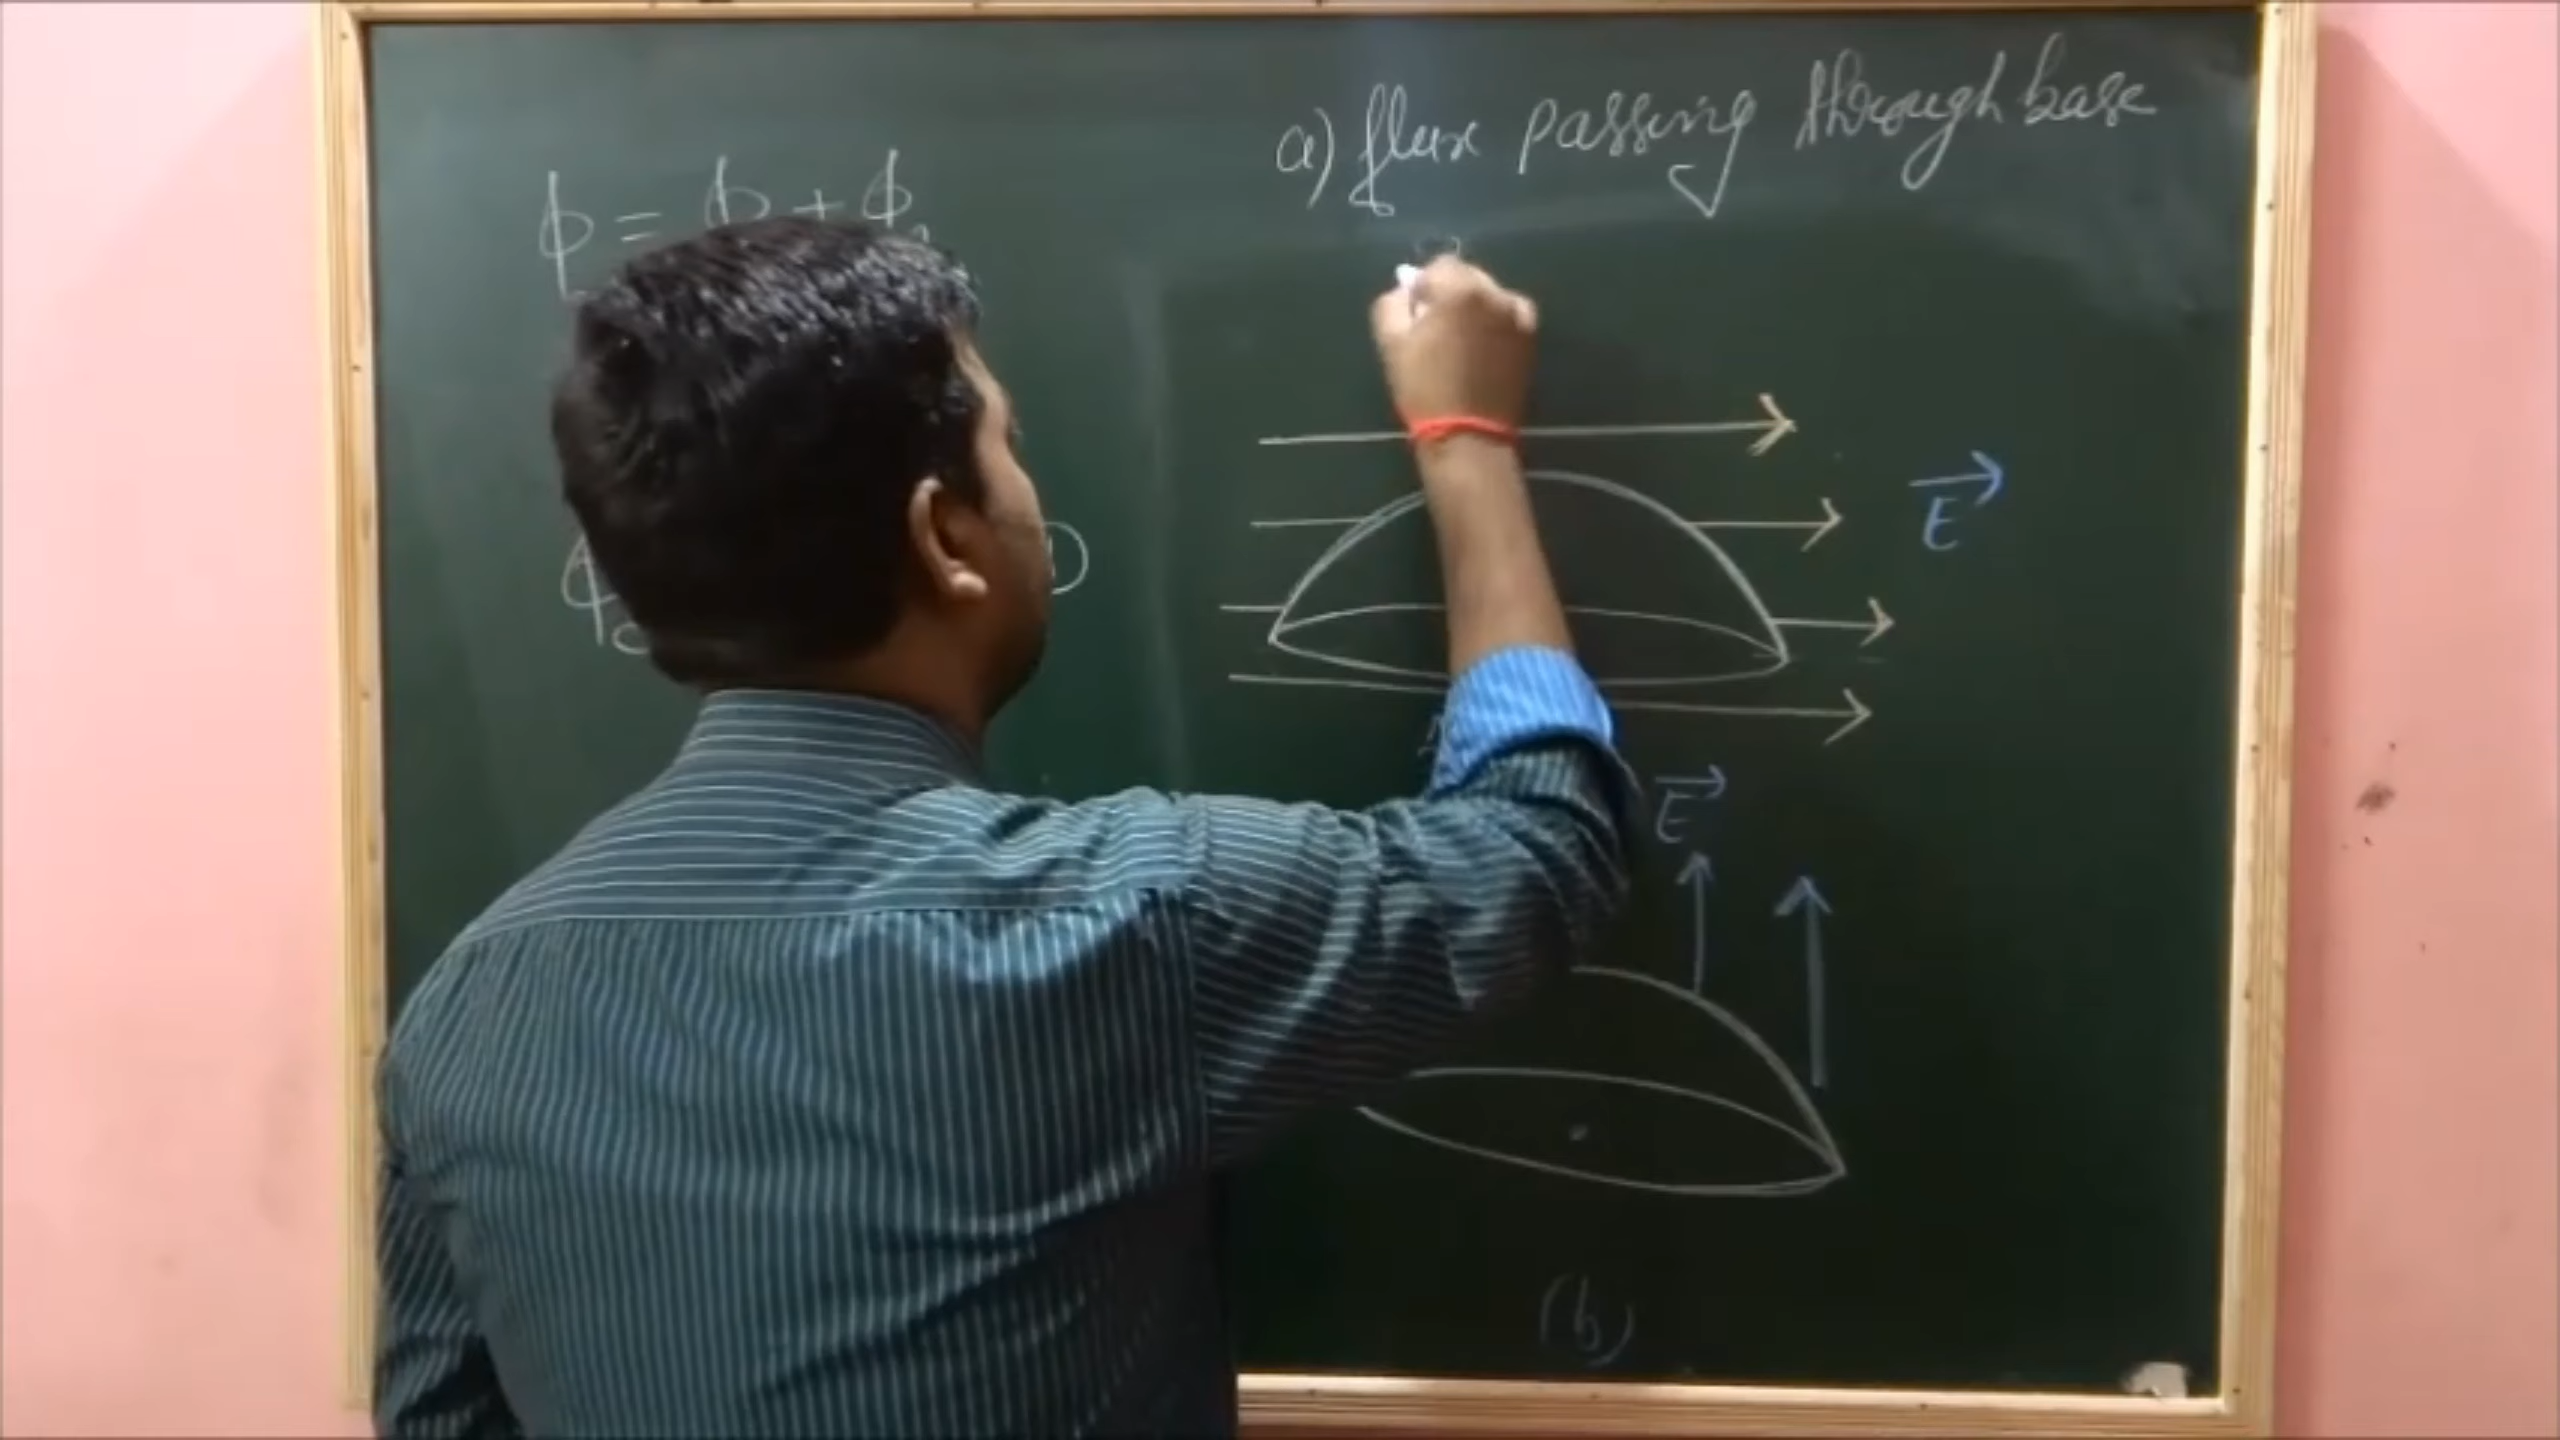 a) flux passing through base
ϕ = ϕ + ϕ
E
ϕ
E
(b)